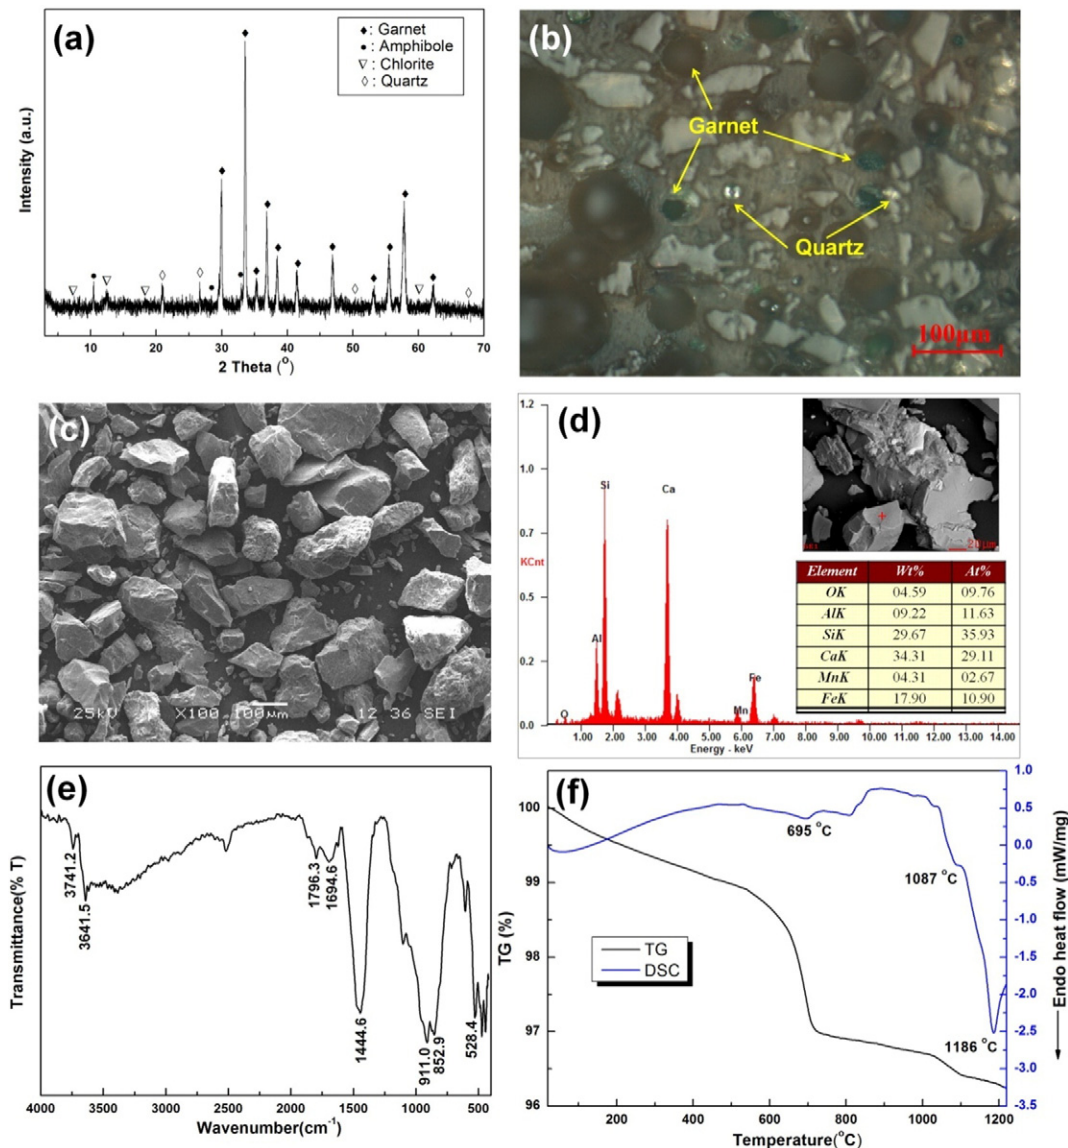 (a)
◆: Garnet
●: Amphibole
▽: Chlorite
◇: Quartz
Intensity (a.u.)
10 20 30 40 50 60 70
2 Theta (°)
(b)
Garnet
Quartz
100μm
(c)
25kV X100 100μm 12 36 SEI
(d)
1.2
1.0
0.7
KCnt
0.5
0.2
0.0
Si
Ca
Al
Fe
O
Mn
1.00 2.00 3.00 4.00 5.00 6.00 7.00 8.00 9.00 10.00 11.00 12.00 13.00 14.00
Energy - keV
Element Wt% At%
OK 04.59 09.76
AlK 09.22 11.63
SiK 29.67 35.93
CaK 34.31 29.11
MnK 04.31 02.67
FeK 17.90 10.90
(e)
Transmittance(% T)
3741.2
3641.5
1796.3
1694.6
1444.6
911.0
852.9
528.4
4000 3500 3000 2500 2000 1500 1000 500
Wavenumber(cm-1)
(f)
TG (%)
100
99
98
97
96
TG
DSC
695 °C
1087 °C
1186 °C
1.0
0.5
0.0
-0.5
-1.0
-1.5
-2.0
-2.5
-3.0
-3.5
Endo heat flow (mW/mg)
200 400 600 800 1000 1200
Temperature(°C)